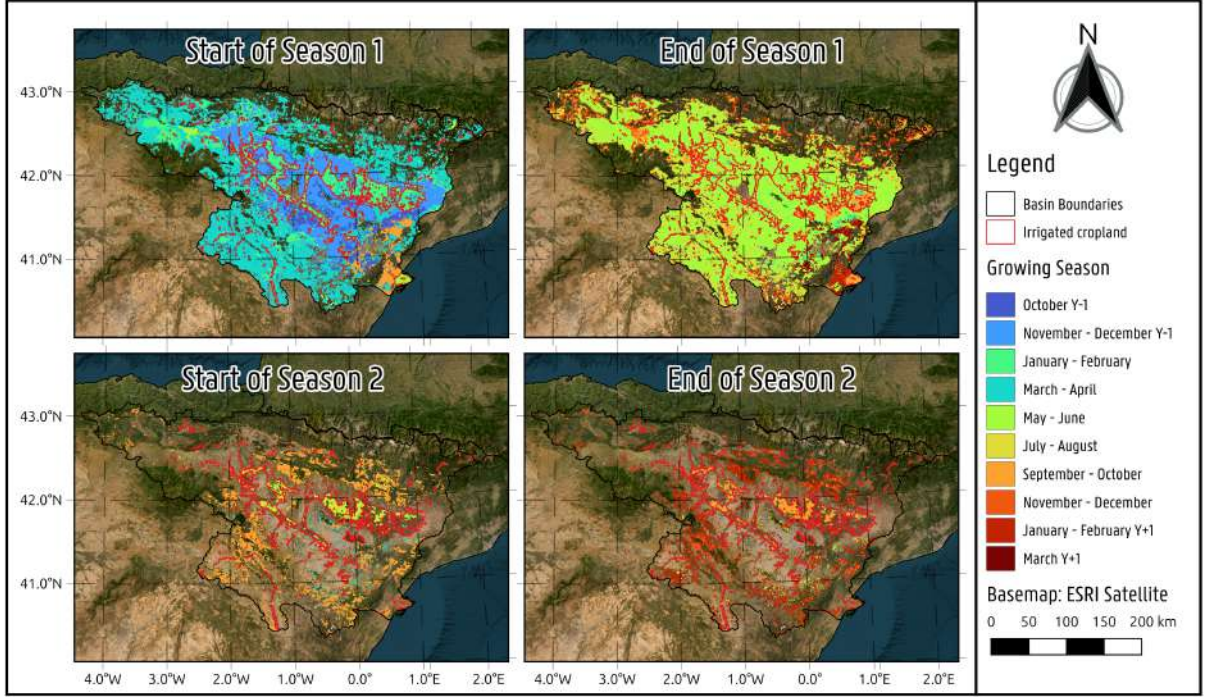 Start of Season 1
End of Season 1
43.0°N
42.0°N
41.0°N
Start of Season 2
End of Season 2
43.0°N
42.0°N
41.0°N
4.0°W 3.0°W 2.0°W 1.0°W 0.0° 1.0°E 2.0°E
4.0°W 3.0°W 2.0°W 1.0°W 0.0° 1.0°E 2.0°E
N
Legend
Basin Boundaries
Irrigated cropland
Growing Season
October Y-1
November - December Y-1
January - February
March - April
May - June
July - August
September - October
November - December
January - February Y+1
March Y+1
Basemap: ESRI Satellite
0 50 100 150 200 km